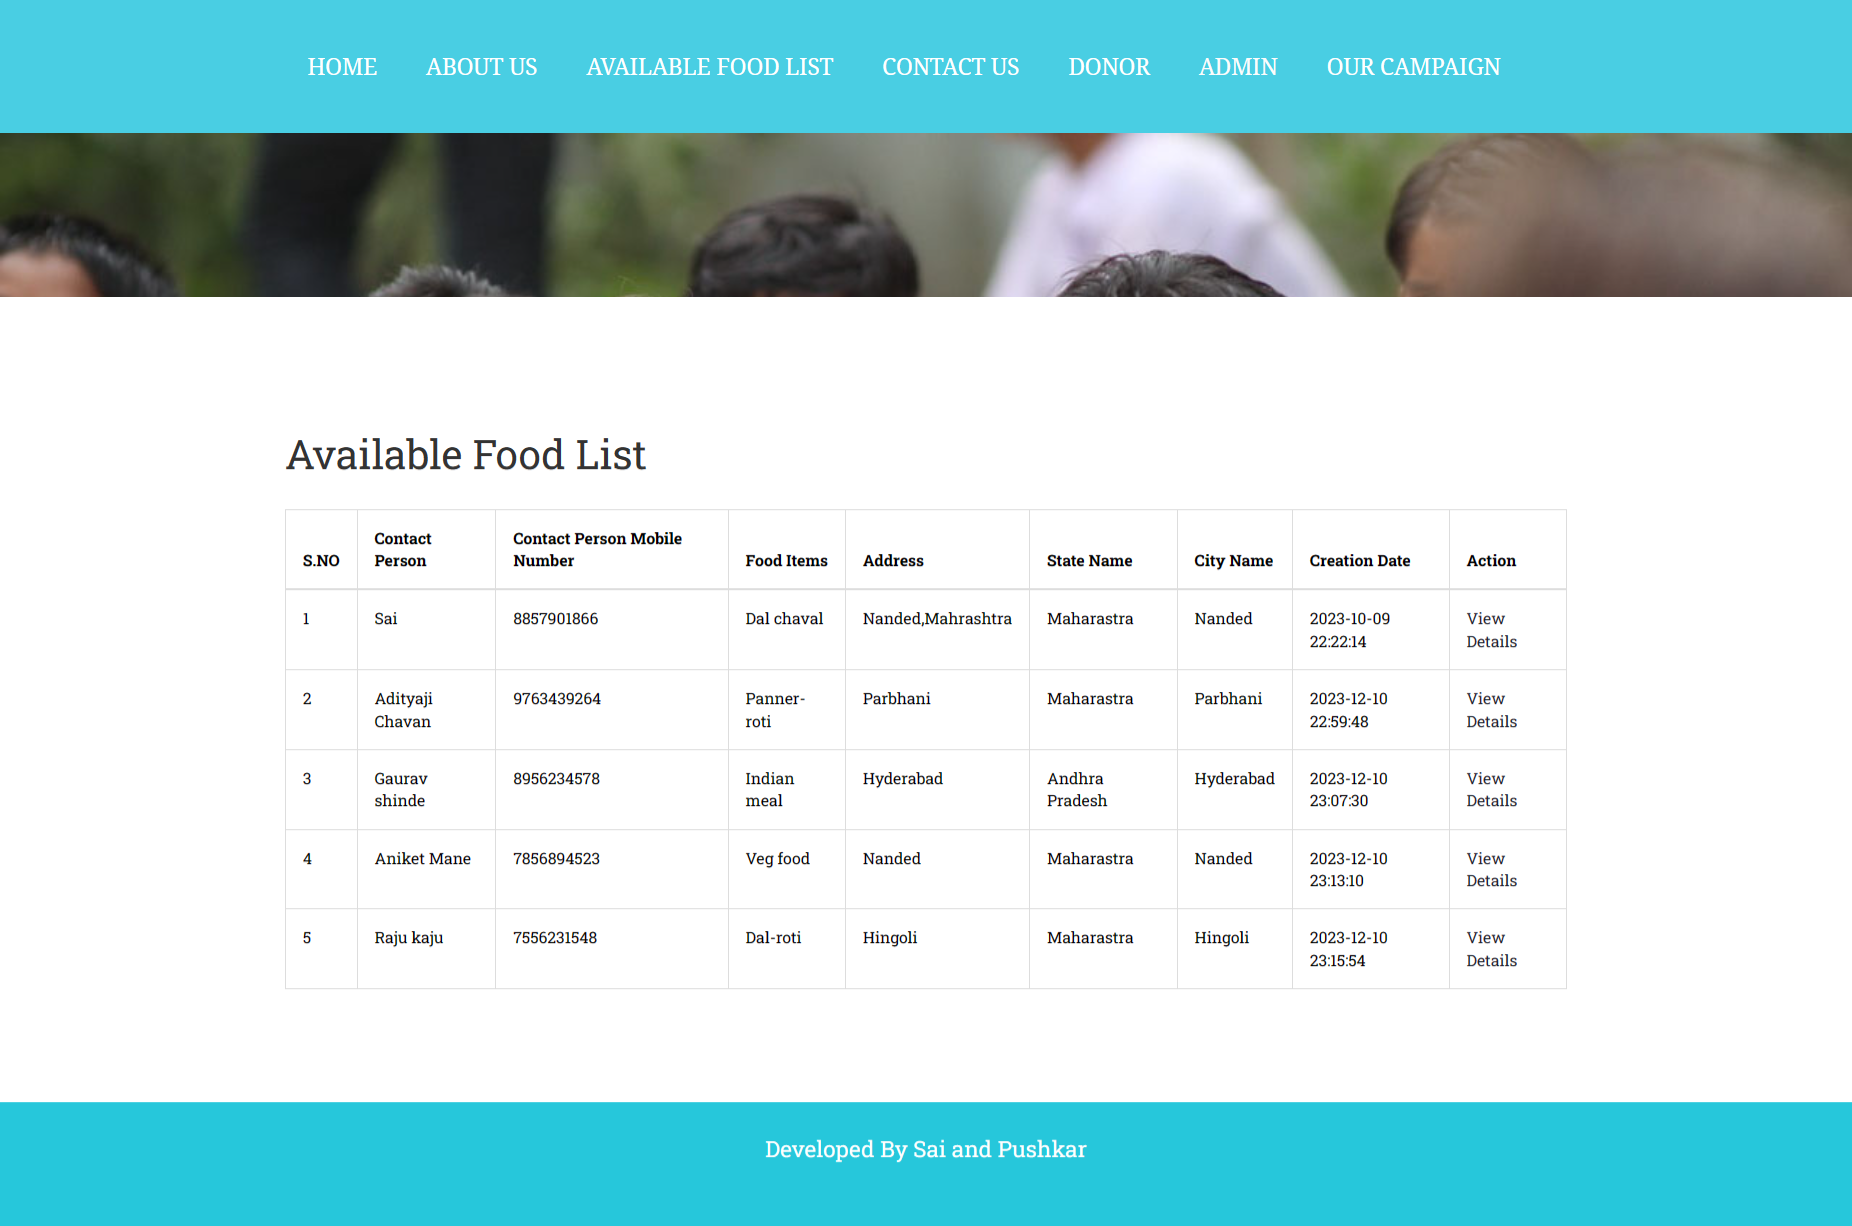 HOME ABOUT US AVAILABLE FOOD LIST CONTACT US DONOR ADMIN OUR CAMPAIGN
Available Food List
S.NO Contact Person Contact Person Mobile Number Food Items Address State Name City Name Creation Date Action
1 Sai 8857901866 Dal chaval Nanded,Mahrashtra Maharastra Nanded 2023-10-09 22:22:14 View Details
2 Adityaji Chavan 9763439264 Panner-roti Parbhani Maharastra Parbhani 2023-12-10 22:59:48 View Details
3 Gaurav shinde 8956234578 Indian meal Hyderabad Andhra Pradesh Hyderabad 2023-12-10 23:07:30 View Details
4 Aniket Mane 7856894523 Veg food Nanded Maharastra Nanded 2023-12-10 23:13:10 View Details
5 Raju kaju 7556231548 Dal-roti Hingoli Maharastra Hingoli 2023-12-10 23:15:54 View Details
Developed By Sai and Pushkar